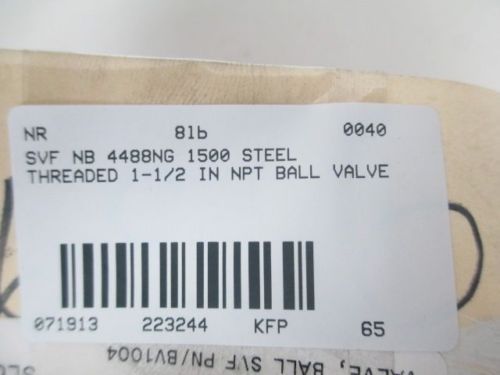 NR 8lb 0040
SVF NB 4488NG 1500 STEEL
THREADED 1-1/2 IN NPT BALL VALVE
071913 223244 KFP 65
VALVE, BALL SVF PN/BV1004